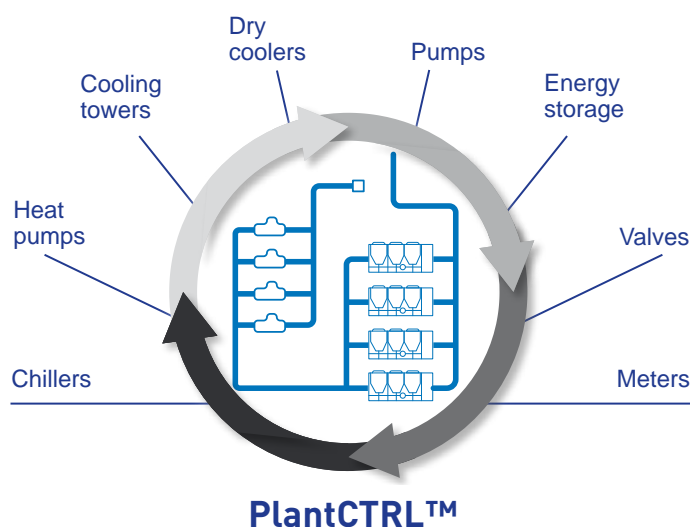 Dry
coolers
Pumps
Cooling
towers
Energy
storage
Heat
pumps
Valves
Chillers
Meters
PlantCTRL™